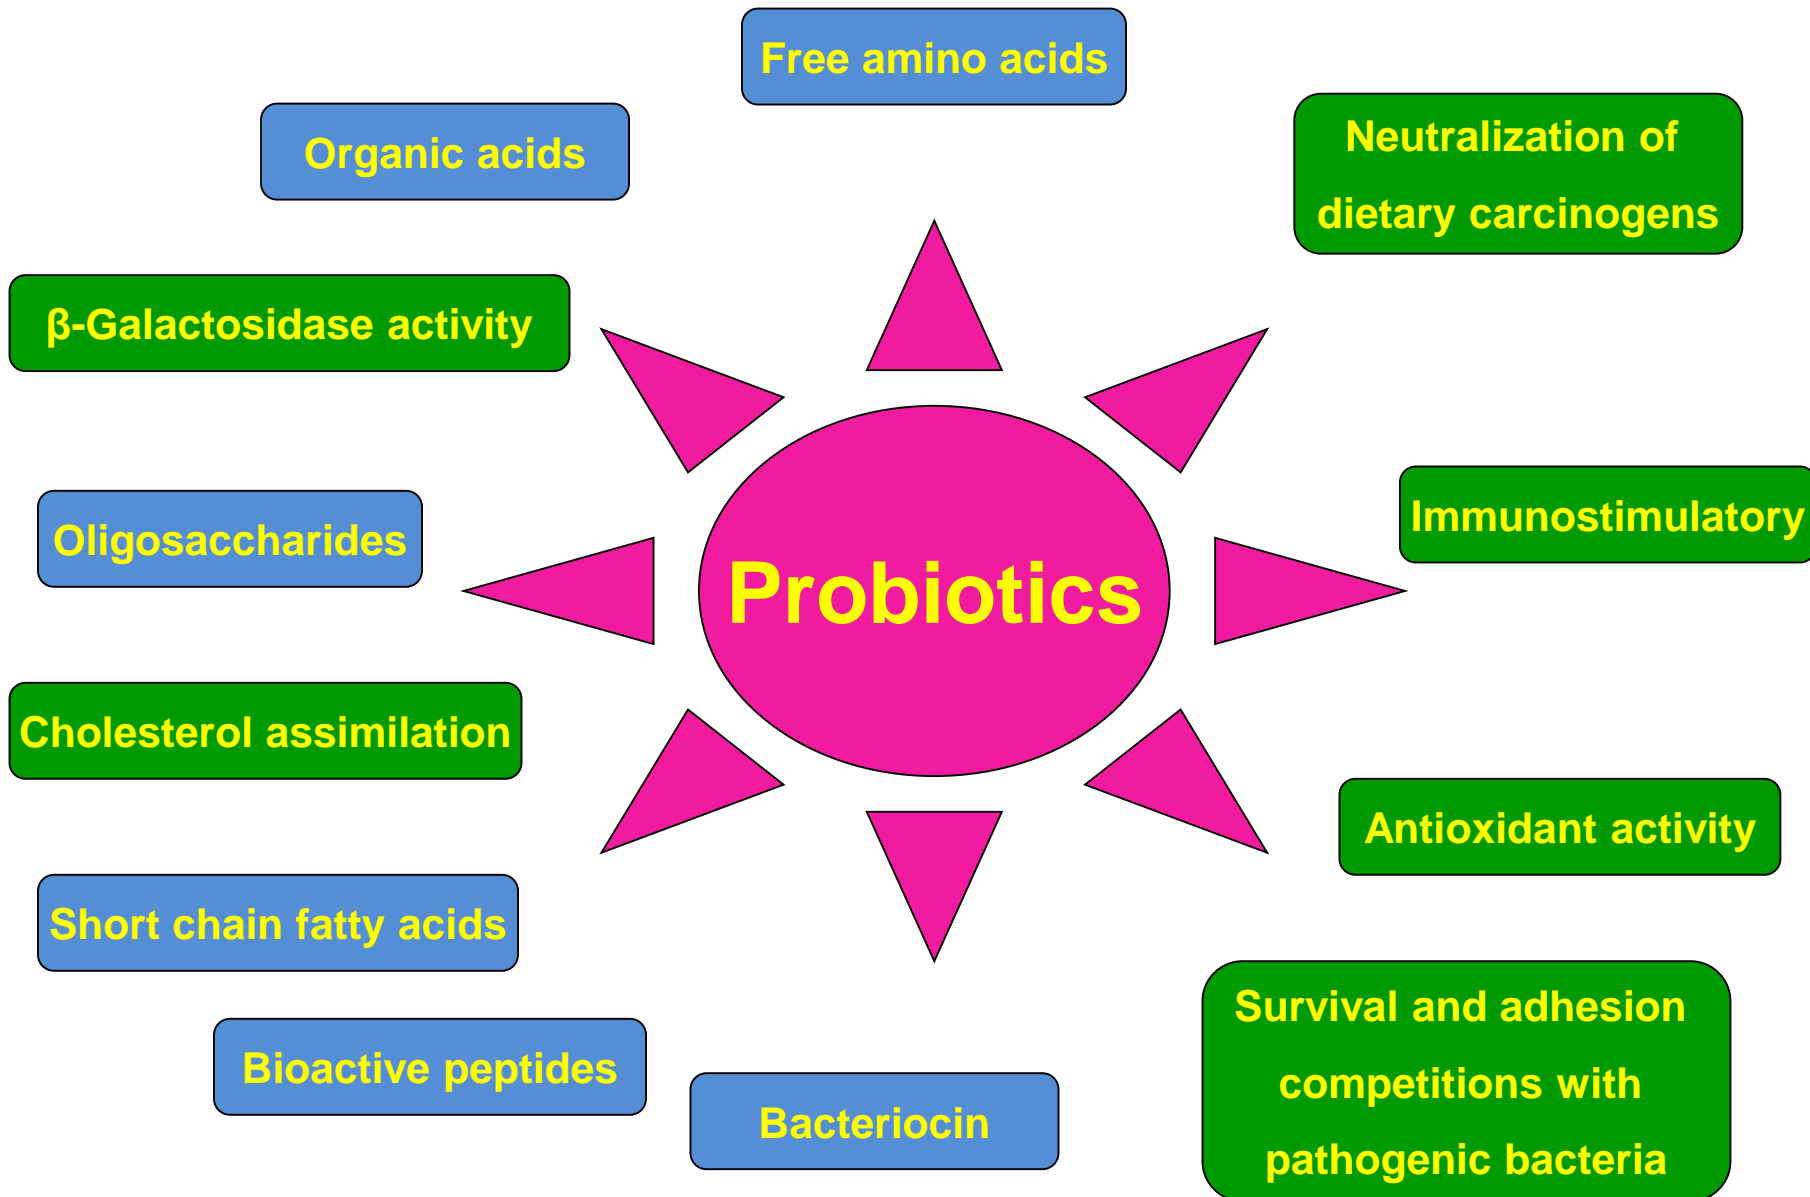 Free amino acids
Organic acids
Neutralization of
dietary carcinogens
β-Galactosidase activity
Oligosaccharides
Immunostimulatory
Probiotics
Cholesterol assimilation
Antioxidant activity
Short chain fatty acids
Survival and adhesion
competitions with
pathogenic bacteria
Bioactive peptides
Bacteriocin